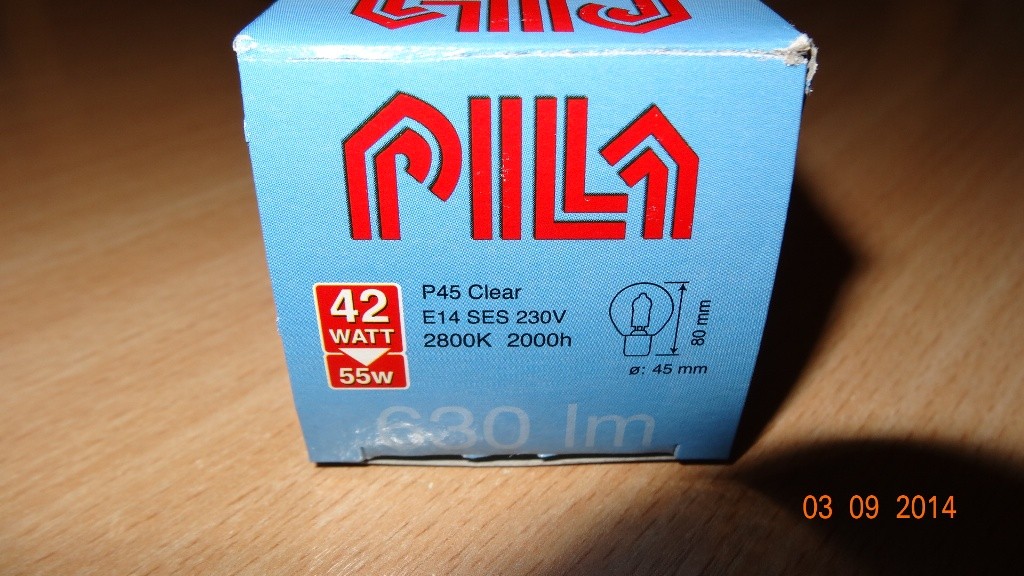 PILA
PILA
42
WATT
55w
P45 Clear
E14 SES 230V
2800K 2000h
80 mm
ø: 45 mm
630 lm
03 09 2014